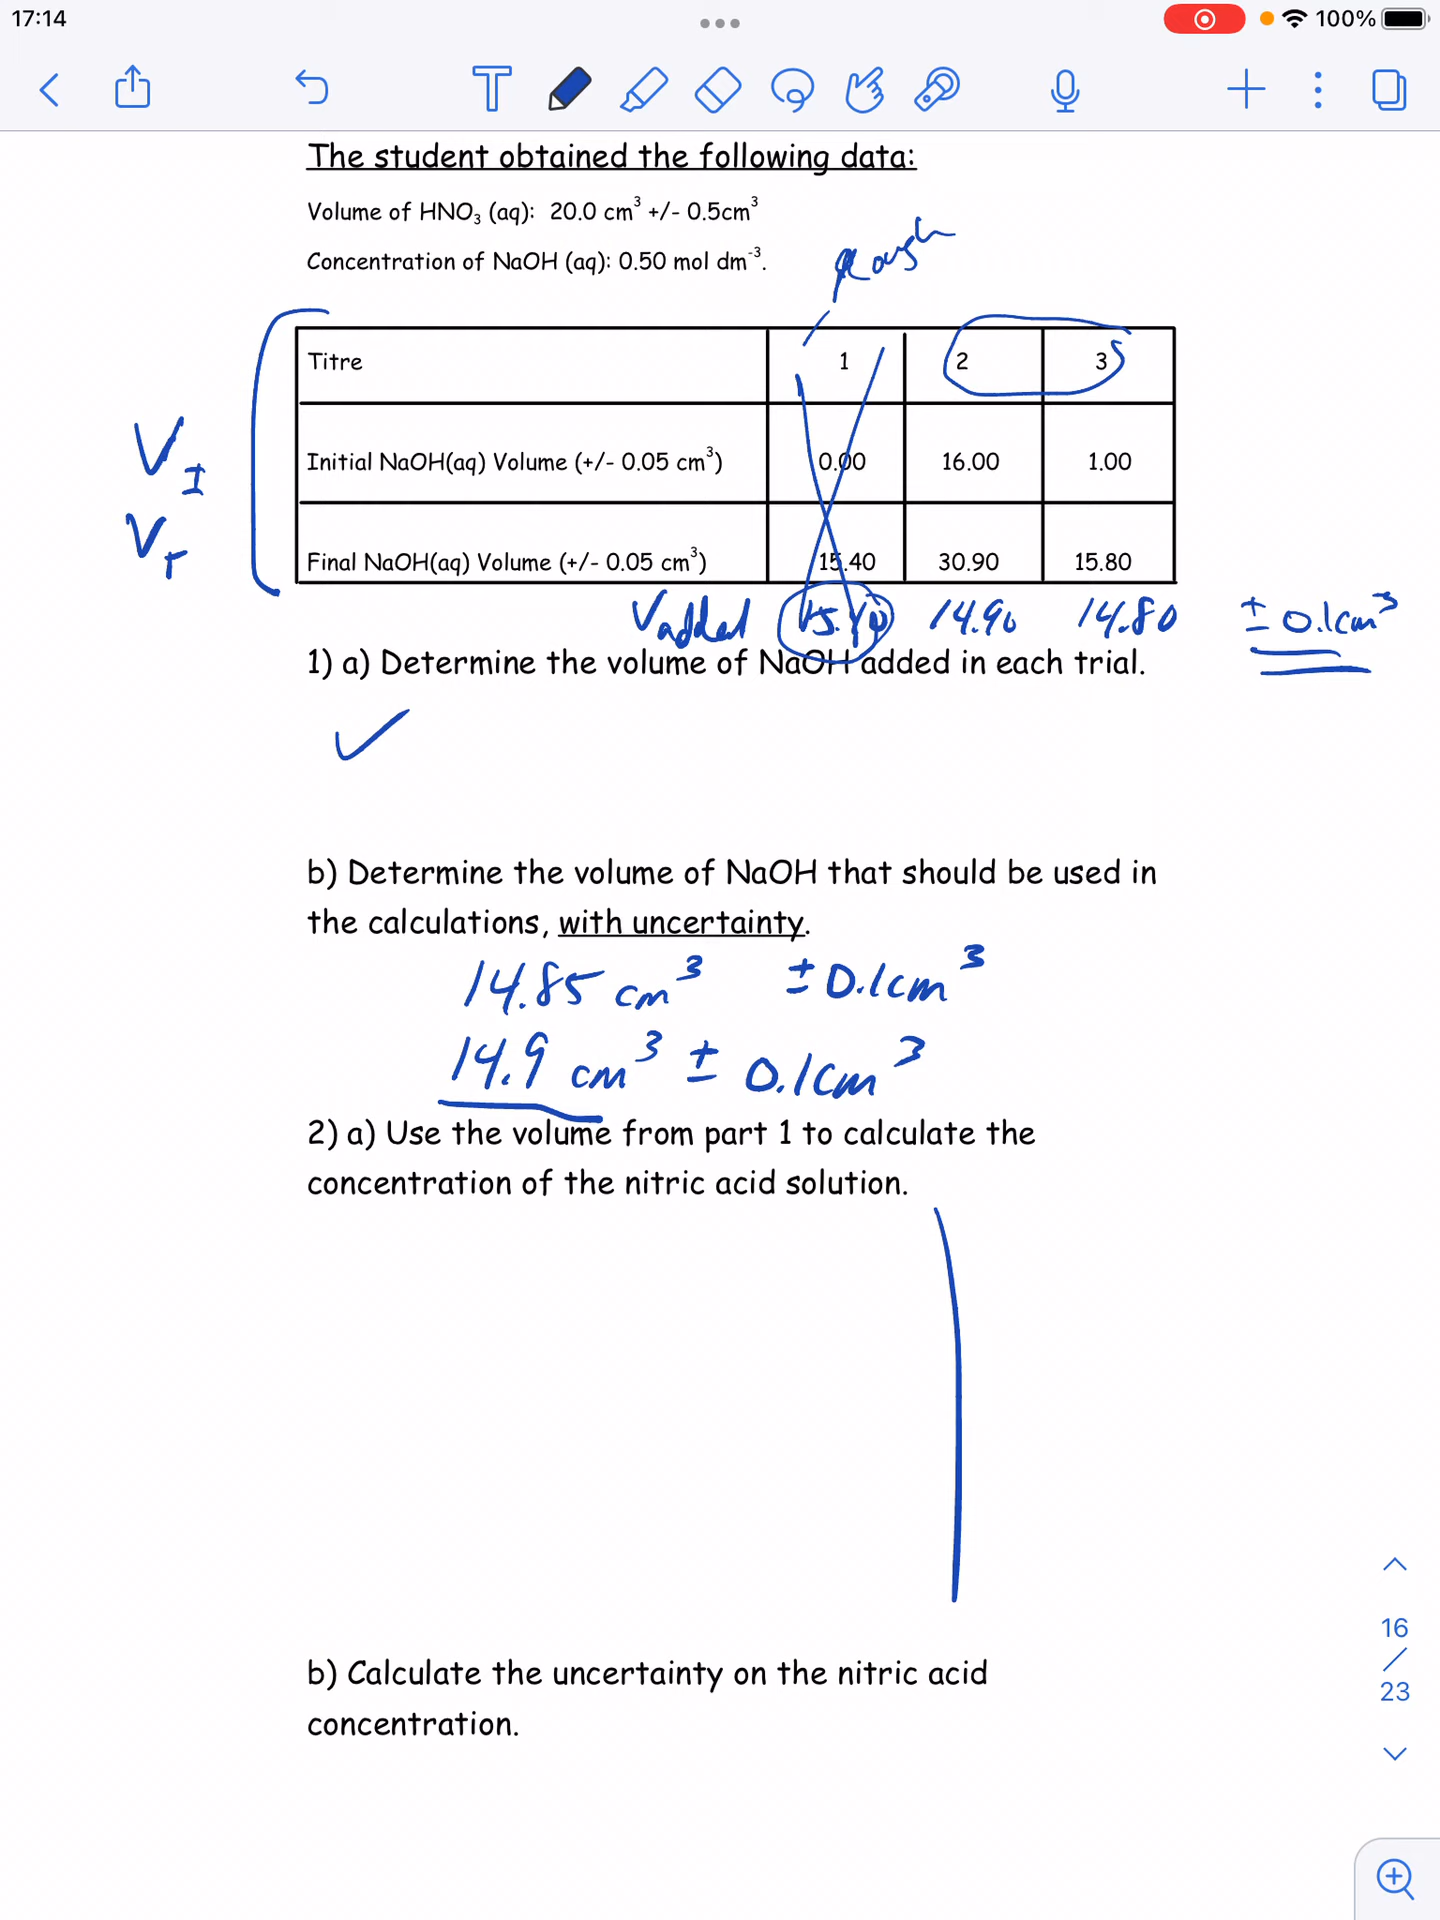 17:14
100%
The student obtained the following data:
Volume of HNO₃ (aq): 20.0 cm³ +/- 0.5cm³
Concentration of NaOH (aq): 0.50 mol dm⁻³.
Rough
Titre 1 2 3
V_I
Initial NaOH(aq) Volume (+/- 0.05 cm³) 0.00 16.00 1.00
V_F
Final NaOH(aq) Volume (+/- 0.05 cm³) 15.40 30.90 15.80
Vadded 15.40 14.90 14.80 ± 0.1cm³
1) a) Determine the volume of NaOH added in each trial.
b) Determine the volume of NaOH that should be used in
the calculations, with uncertainty.
14.85 cm³ ± 0.1cm³
14.9 cm³ ± 0.1cm³
2) a) Use the volume from part 1 to calculate the
concentration of the nitric acid solution.
b) Calculate the uncertainty on the nitric acid
concentration.
16
/
23